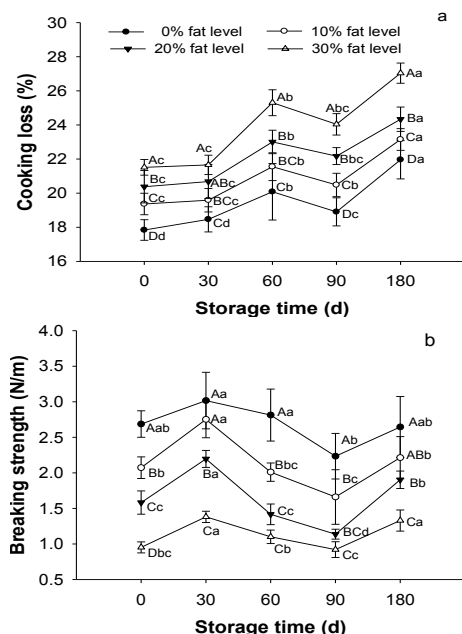 a
0% fat level 10% fat level
20% fat level 30% fat level
Cooking loss (%)
30
28
26
24
22
20
18
16
Ac Ac Ab Abc Aa
Bc ABc Bb Bbc Ba
Cc BCc BCb Cb Ca
Dd Cd Cb Dc Da
0 30 60 90 180
Storage time (d)
b
Breaking strength (N/m)
4.0
3.5
3.0
2.5
2.0
1.5
1.0
0.5
Aab Aa Aa Ab Aab
Bb Aa Bbc Bc ABb
Cc Ba Cc BCd Bb
Dbc Ca Cb Cc Ca
0 30 60 90 180
Storage time (d)